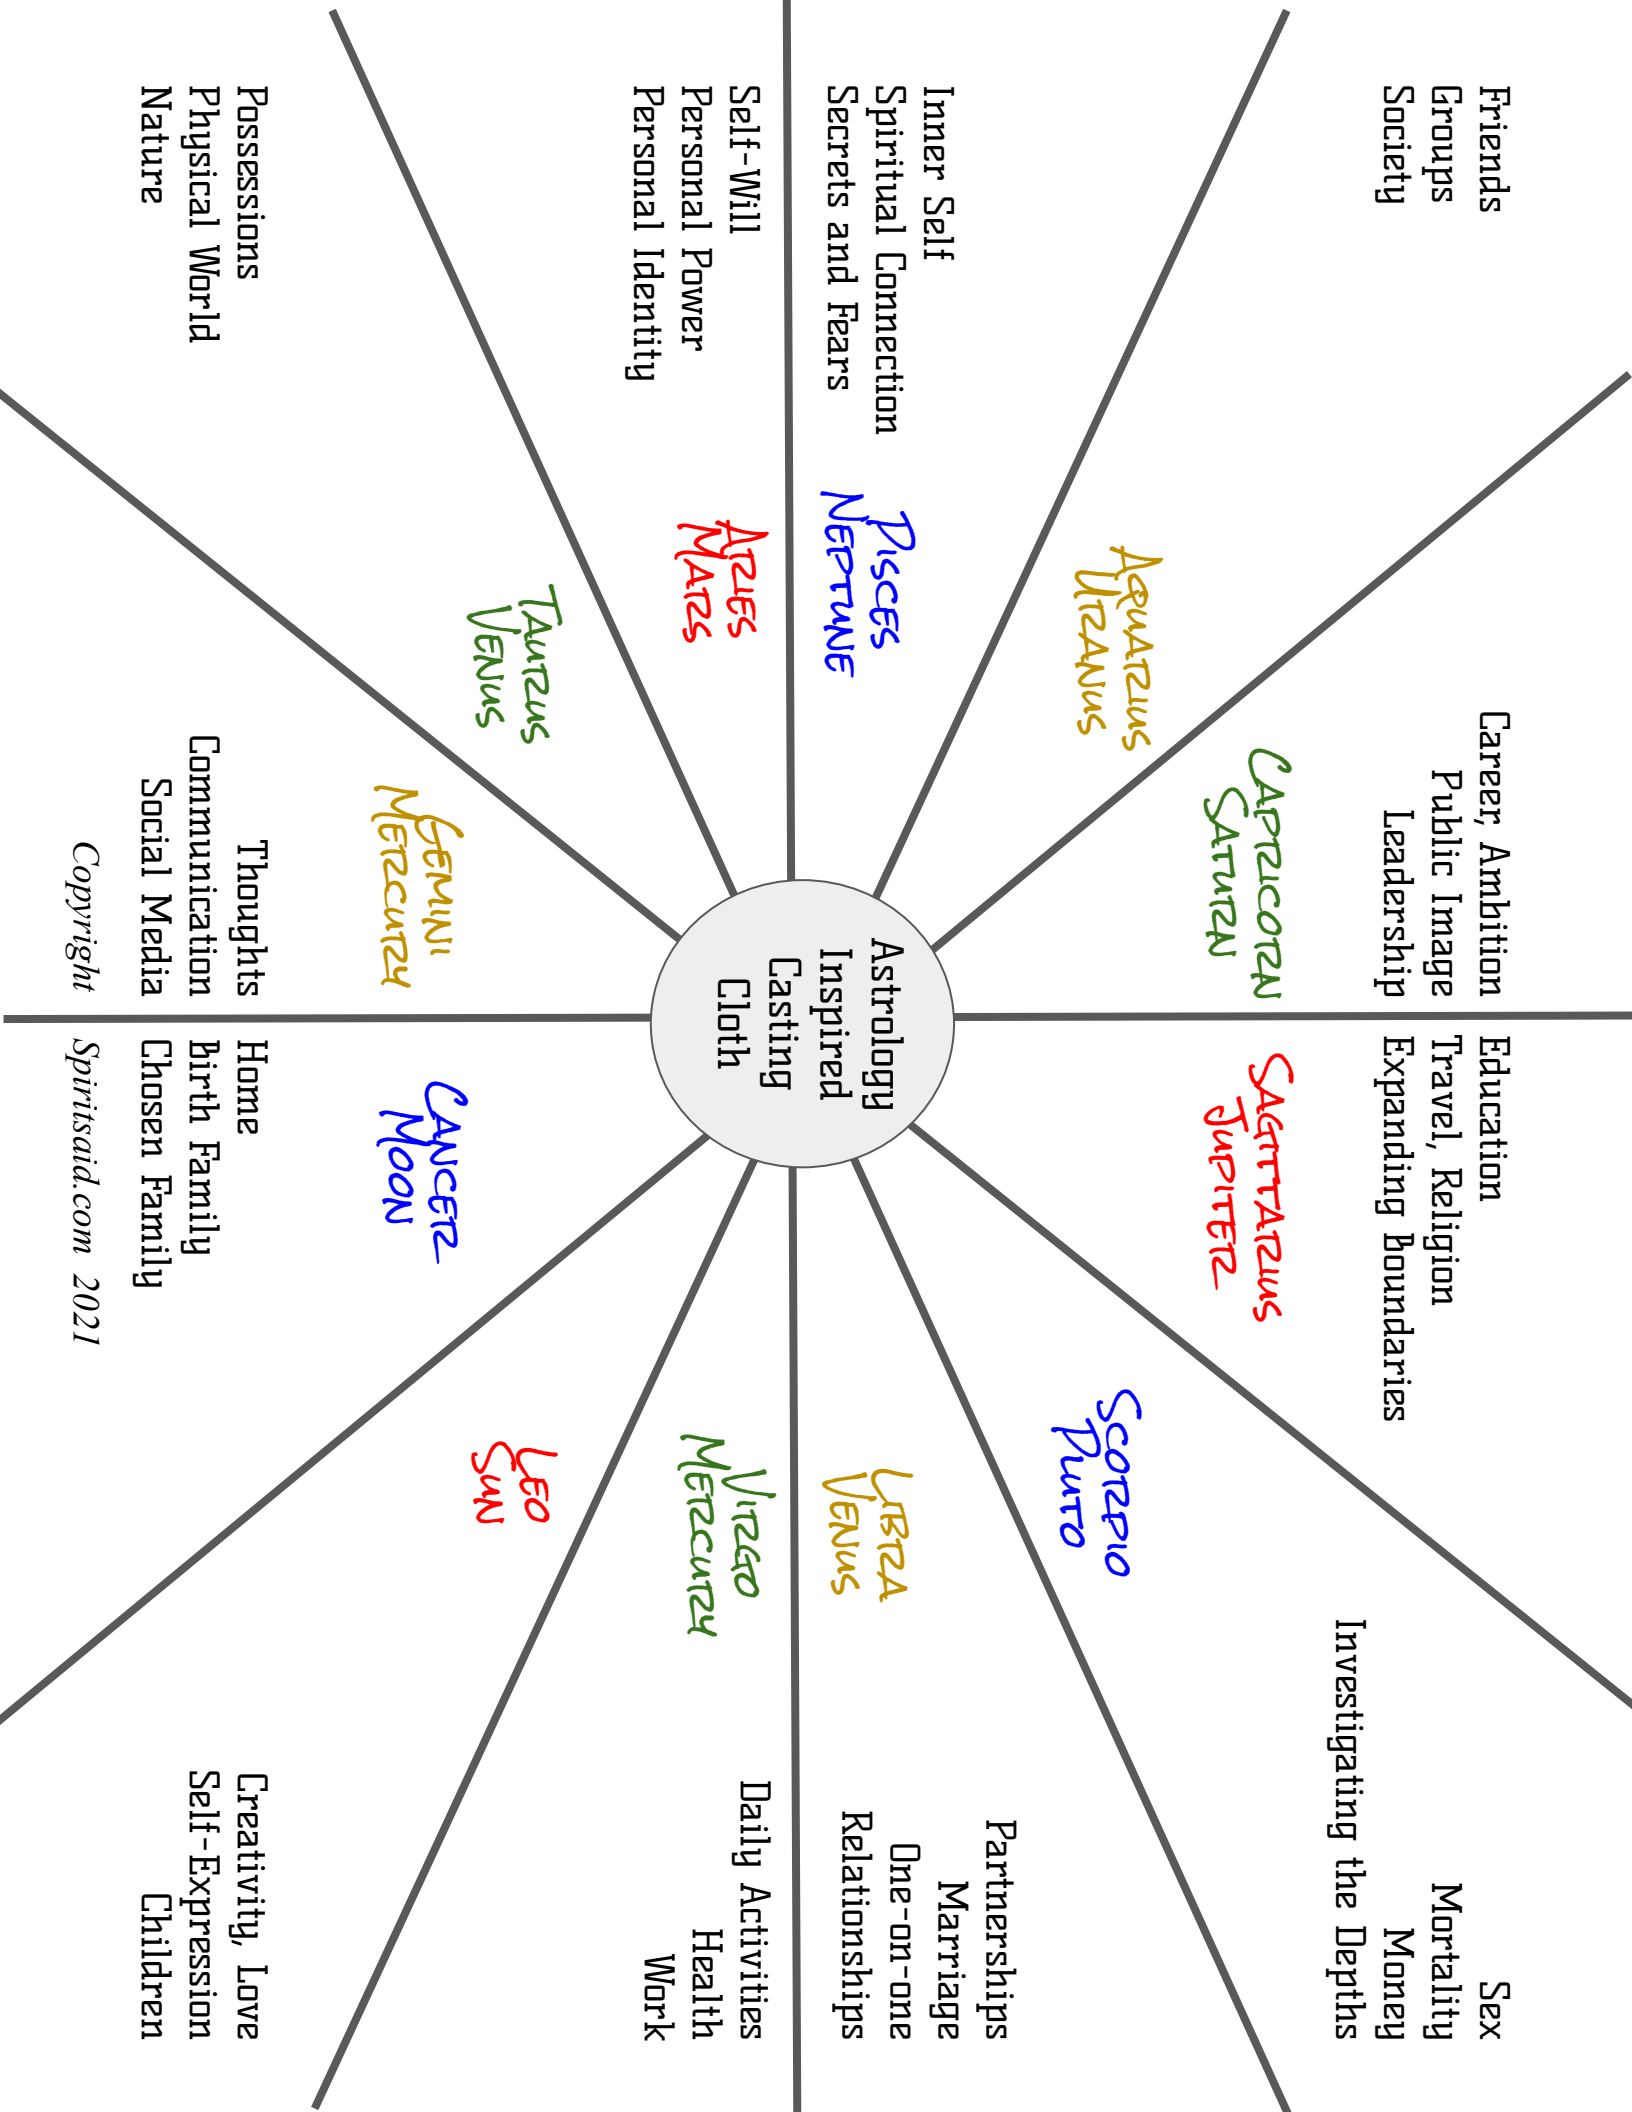 Friends
Groups
Society
Career, Ambition
Public Image
Leadership
Education
Travel, Religion
Expanding Boundaries
Sex
Mortality
Money
Investigating the Depths
Aquarius
Uranus
Capricorn
Saturn
Sagittarius
Jupiter
Scorpio
Pluto
Inner Self
Spiritual Connection
Secrets and Fears
Pisces
Neptune
Astrology
Inspired
Casting
Cloth
Libra
Venus
Partnerships
Marriage
One-on-one
Relationships
Self-Will
Personal Power
Personal Identity
Aries
Mars
Virgo
Mercury
Daily Activities
Health
Work
Taurus
Venus
Gemini
Mercury
Cancer
Moon
Leo
Sun
Possessions
Physical World
Nature
Thoughts
Communication
Social Media
Home
Birth Family
Chosen Family
Creativity, Love
Self-Expression
Children
Copyright Spiritsaid.com 2021